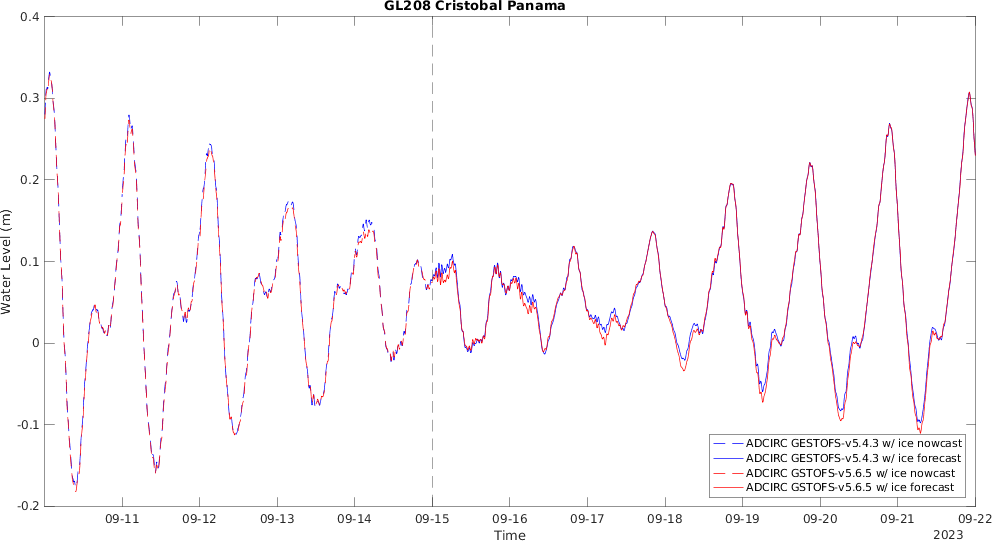 GL208 Cristobal Panama
0.4
0.3
0.2
0.1
0
-0.1
-0.2
Water Level (m)
09-11
09-12
09-13
09-14
09-15
09-16
09-17
09-18
09-19
09-20
09-21
09-22
2023
Time
ADCIRC GESTOFS-v5.4.3 w/ ice nowcast
ADCIRC GESTOFS-v5.4.3 w/ ice forecast
ADCIRC GSTOFS-v5.6.5 w/ ice nowcast
ADCIRC GSTOFS-v5.6.5 w/ ice forecast